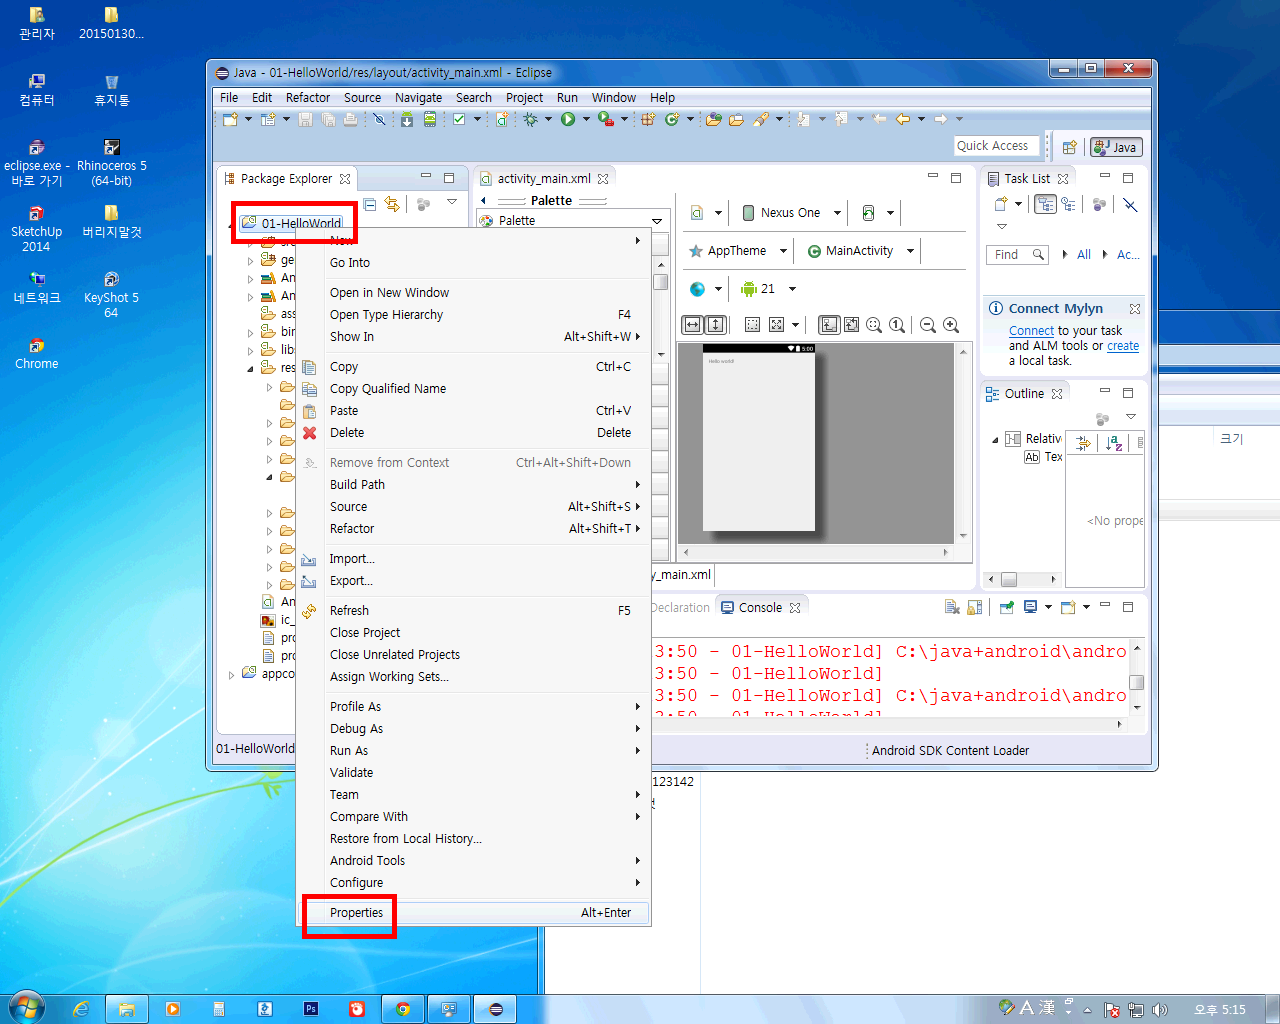 관리자
20150130...
컴퓨터
휴지통
eclipse.exe -
바로 가기
Rhinoceros 5
(64-bit)
SketchUp
2014
버리지말것
네트워크
KeyShot 5
64
Chrome
Java - 01-HelloWorld/res/layout/activity_main.xml - Eclipse
File Edit Refactor Source Navigate Search Project Run Window Help
Quick Access
Java
Package Explorer
01-HelloWorld
ge
An
An
ass
bin
libs
res
An
ic_
pro
pro
appco
01-HelloWorld
New
Go Into
Open in New Window
Open Type Hierarchy F4
Show In Alt+Shift+W
Copy Ctrl+C
Copy Qualified Name
Paste Ctrl+V
Delete Delete
Remove from Context Ctrl+Alt+Shift+Down
Build Path
Source Alt+Shift+S
Refactor Alt+Shift+T
Import...
Export...
Refresh F5
Close Project
Close Unrelated Projects
Assign Working Sets...
Profile As
Debug As
Run As
Validate
Team
Compare With
Restore from Local History...
Android Tools
Configure
Properties Alt+Enter
activity_main.xml
Palette
Palette
Nexus One
AppTheme
MainActivity
21
5:00
Hello world!
y_main.xml
Task List
Find
All
Ac...
Connect Mylyn
Connect to your task
and ALM tools or create
a local task.
Outline
Relativ
Ab Tex
<No prope
Declaration
Console
3:50 - 01-HelloWorld] C:\java+android\andro
3:50 - 01-HelloWorld]
3:50 - 01-HelloWorld] C:\java+android\andro
3:50 - 01-HelloWorld]
Android SDK Content Loader
크기
123142
Ps
A 漢
오후 5:15